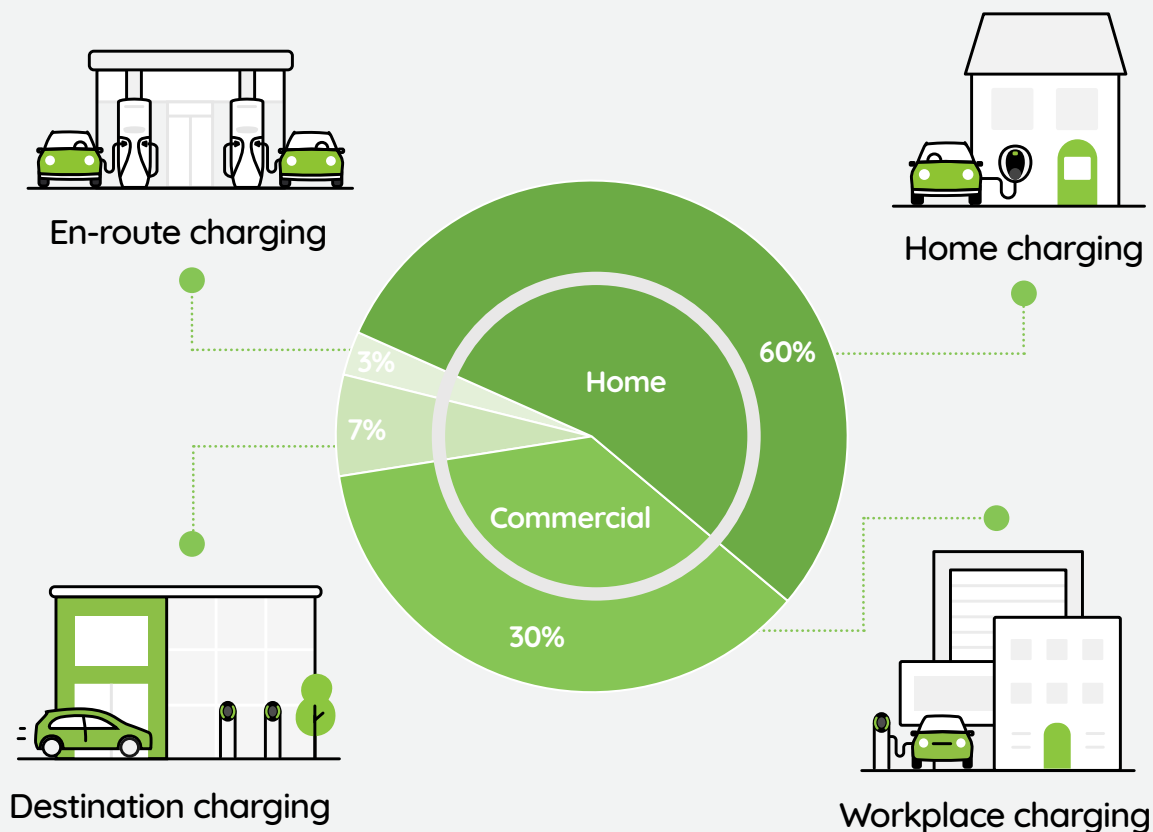 En-route charging
Home charging
3%
60%
Home
7%
Commercial
30%
Destination charging
Workplace charging